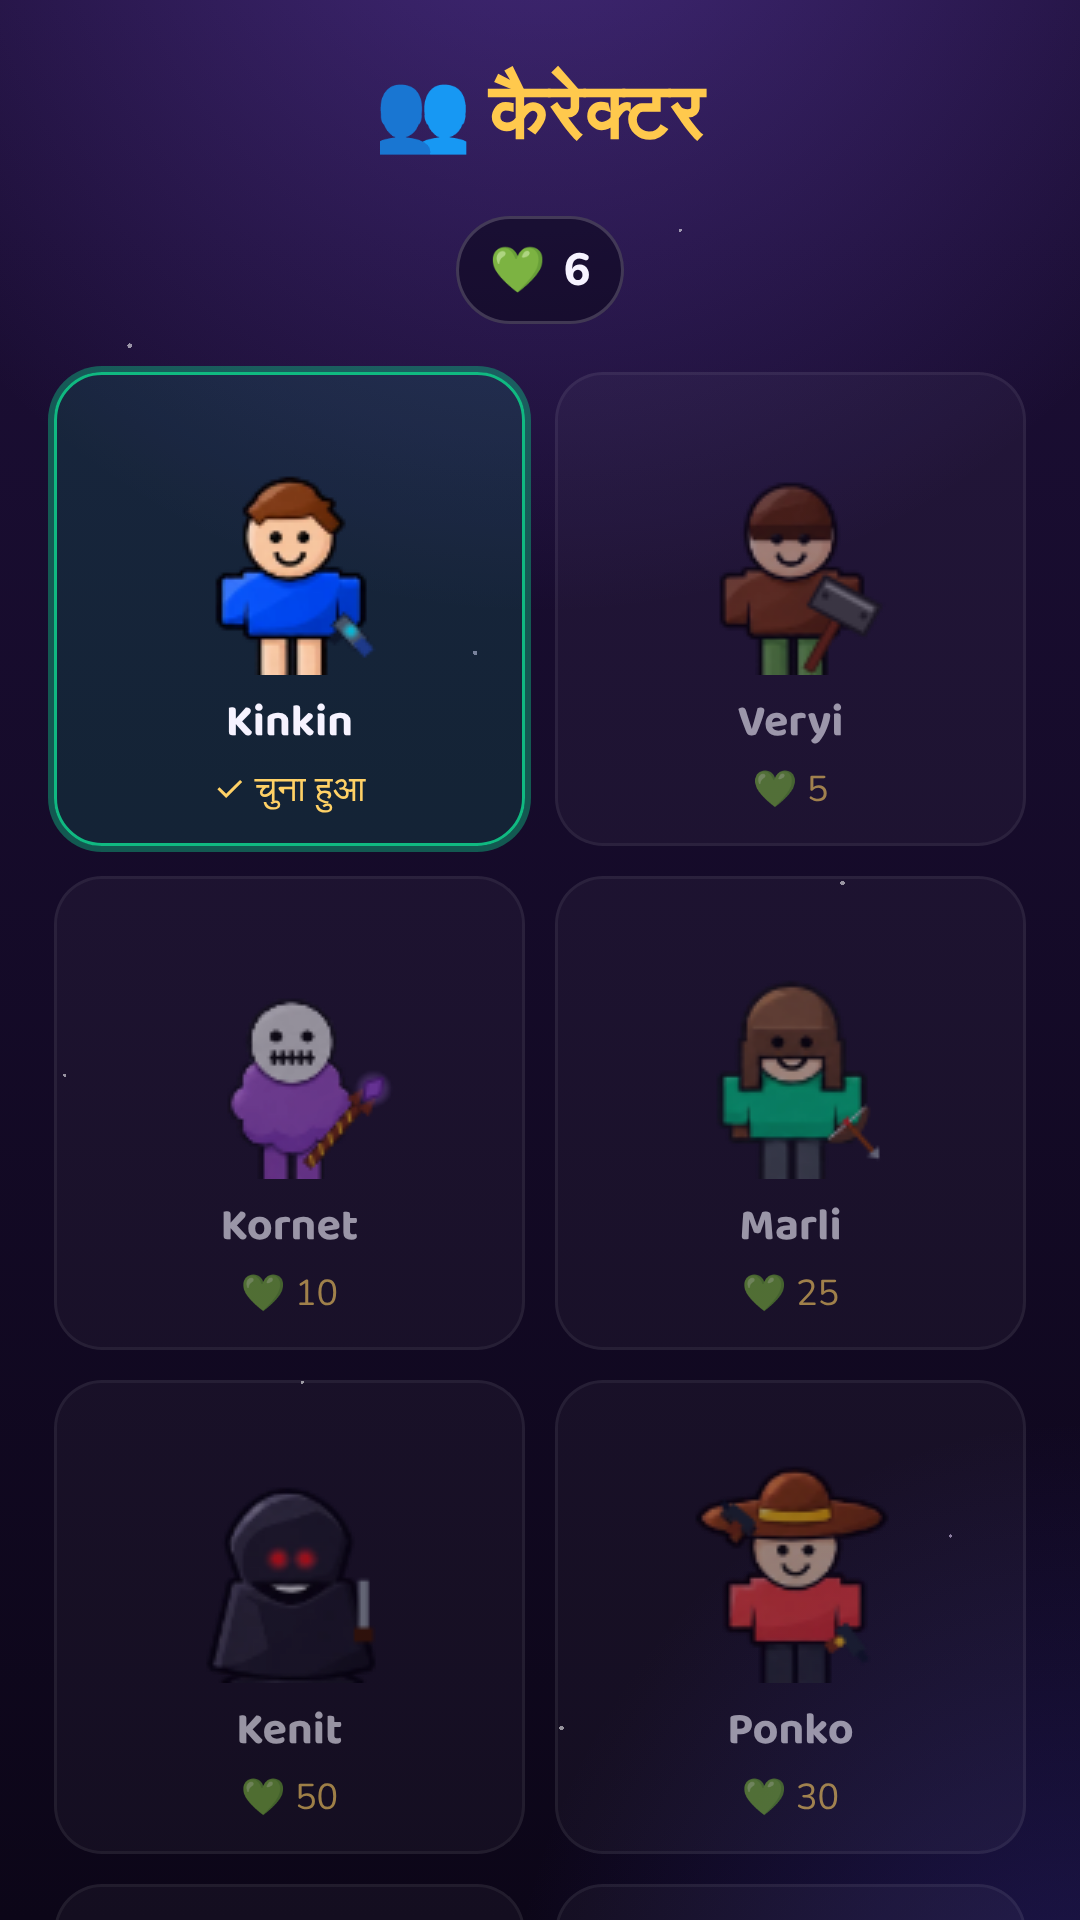 👥 कैरेक्टर
💚 6
Kinkin
✓ चुना हुआ
Veryi
💚 5
Kornet
💚 10
Marli
💚 25
Kenit
💚 50
Ponko
💚 30